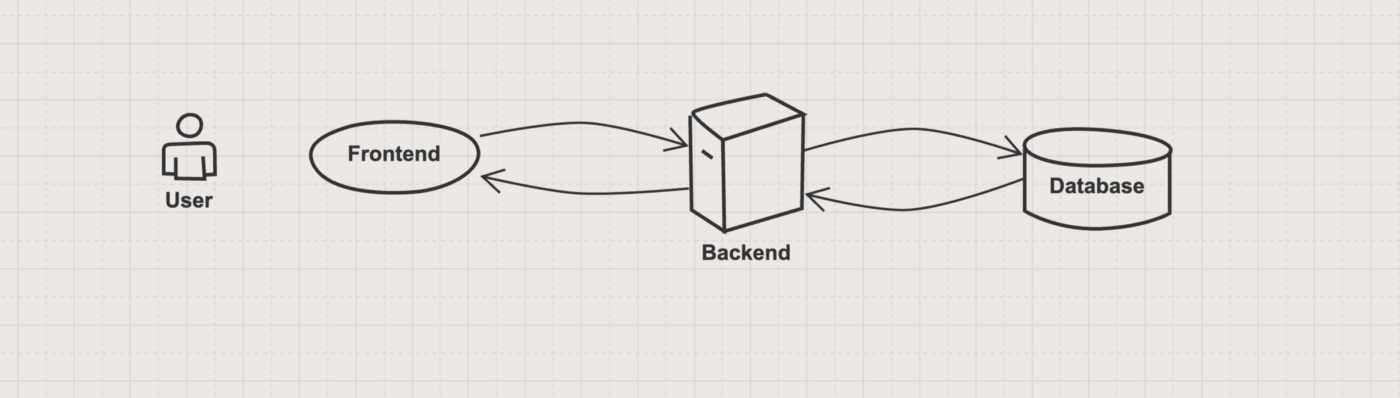 User
Frontend
Backend
Database